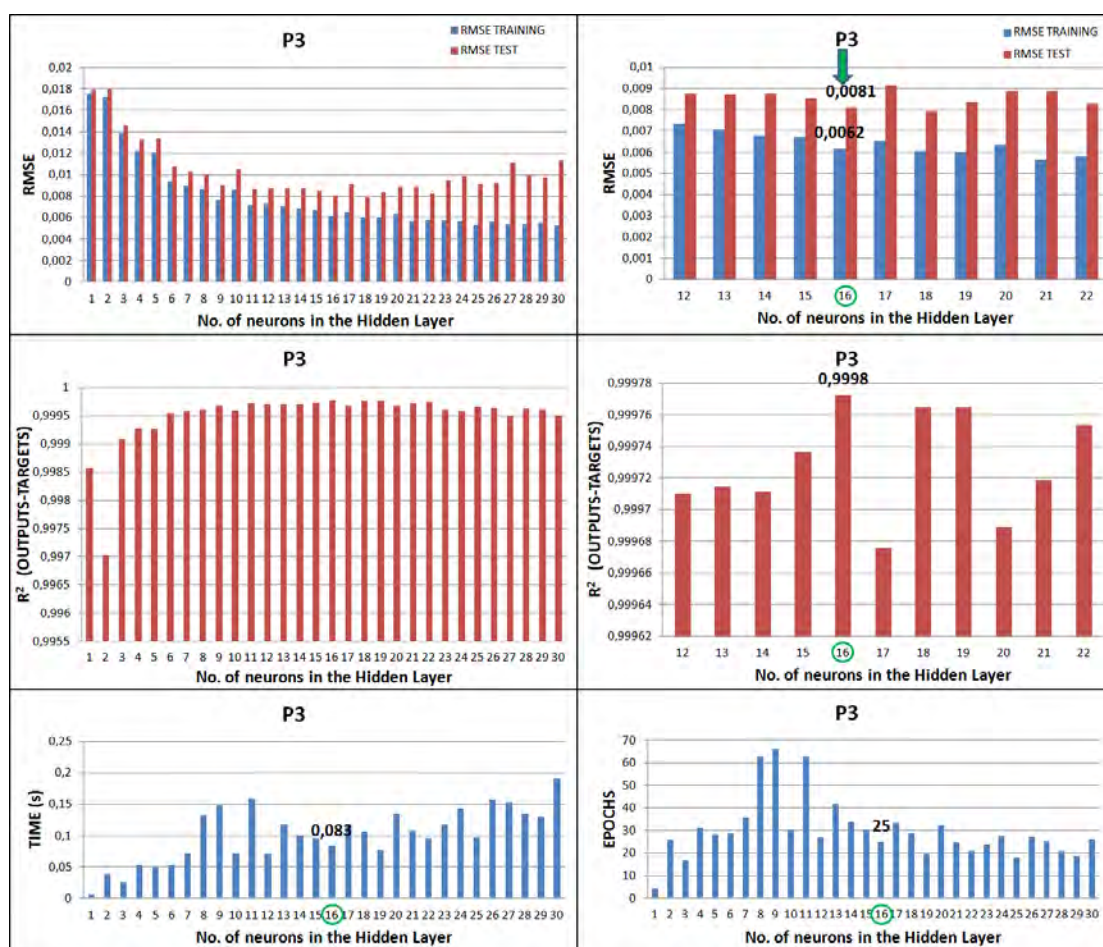 P3
RMSE TRAINING
RMSE TEST
0,02
0,018
0,016
0,014
0,012
0,01
0,008
0,006
0,004
0,002
0
RMSE
1 2 3 4 5 6 7 8 9 10 11 12 13 14 15 16 17 18 19 20 21 22 23 24 25 26 27 28 29 30
No. of neurons in the Hidden Layer
P3
RMSE TRAINING
RMSE TEST
0,01
0,009
0,008
0,007
0,006
0,005
0,004
0,003
0,002
0,001
0
RMSE
0,0081
0,0062
12 13 14 15 16 17 18 19 20 21 22
No. of neurons in the Hidden Layer
P3
1
0,9995
0,999
0,9985
0,998
0,9975
0,997
0,9965
0,996
0,9955
R² (OUTPUTS-TARGETS)
1 2 3 4 5 6 7 8 9 10 11 12 13 14 15 16 17 18 19 20 21 22 23 24 25 26 27 28 29 30
No. of neurons in the Hidden Layer
P3
0,9998
0,99978
0,99976
0,99974
0,99972
0,9997
0,99968
0,99966
0,99964
0,99962
R² (OUTPUTS-TARGETS)
12 13 14 15 16 17 18 19 20 21 22
No. of neurons in the Hidden Layer
P3
0,25
0,2
0,15
0,1
0,05
0
TIME (s)
0,083
1 2 3 4 5 6 7 8 9 10 11 12 13 14 15 16 17 18 19 20 21 22 23 24 25 26 27 28 29 30
No. of neurons in the Hidden Layer
P3
70
60
50
40
30
20
10
0
EPOCHS
25
1 2 3 4 5 6 7 8 9 10 11 12 13 14 15 16 17 18 19 20 21 22 23 24 25 26 27 28 29 30
No. of neurons in the Hidden Layer